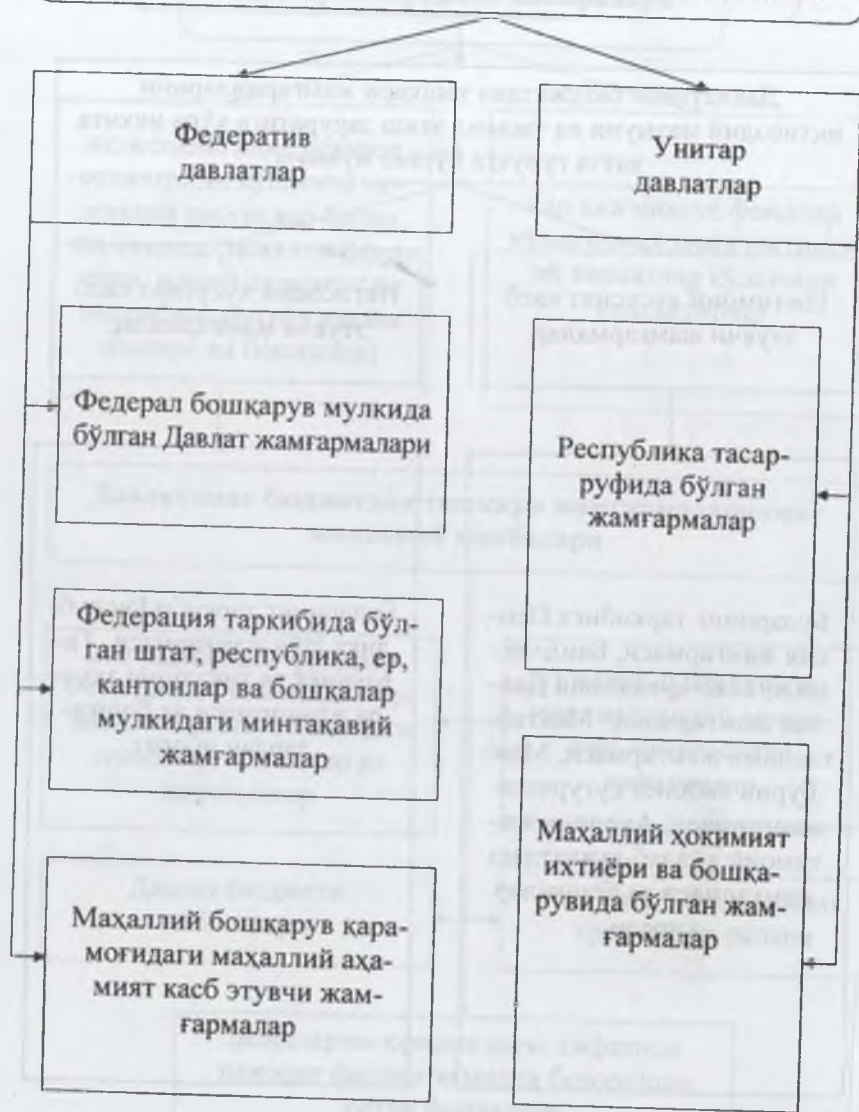 Федератив
давлатлар
Унитар
давлатлар
Федерал бошқарув мулкида
бўлган Давлат жамғармалари
Республика тасар-
руфида бўлган
жамғармалар
Федерация таркибида бўл-
ган штат, республика, ер,
кантонлар ва бошқалар
мулкидаги минтақавий
жамғармалар
Маҳаллий ҳокимият
ихтиёри ва бошқа-
рувида бўлган жам-
ғармалар
Маҳаллий бошқарув қара-
моғидаги маҳаллий аҳа-
мият касб этувчи жам-
ғармалар